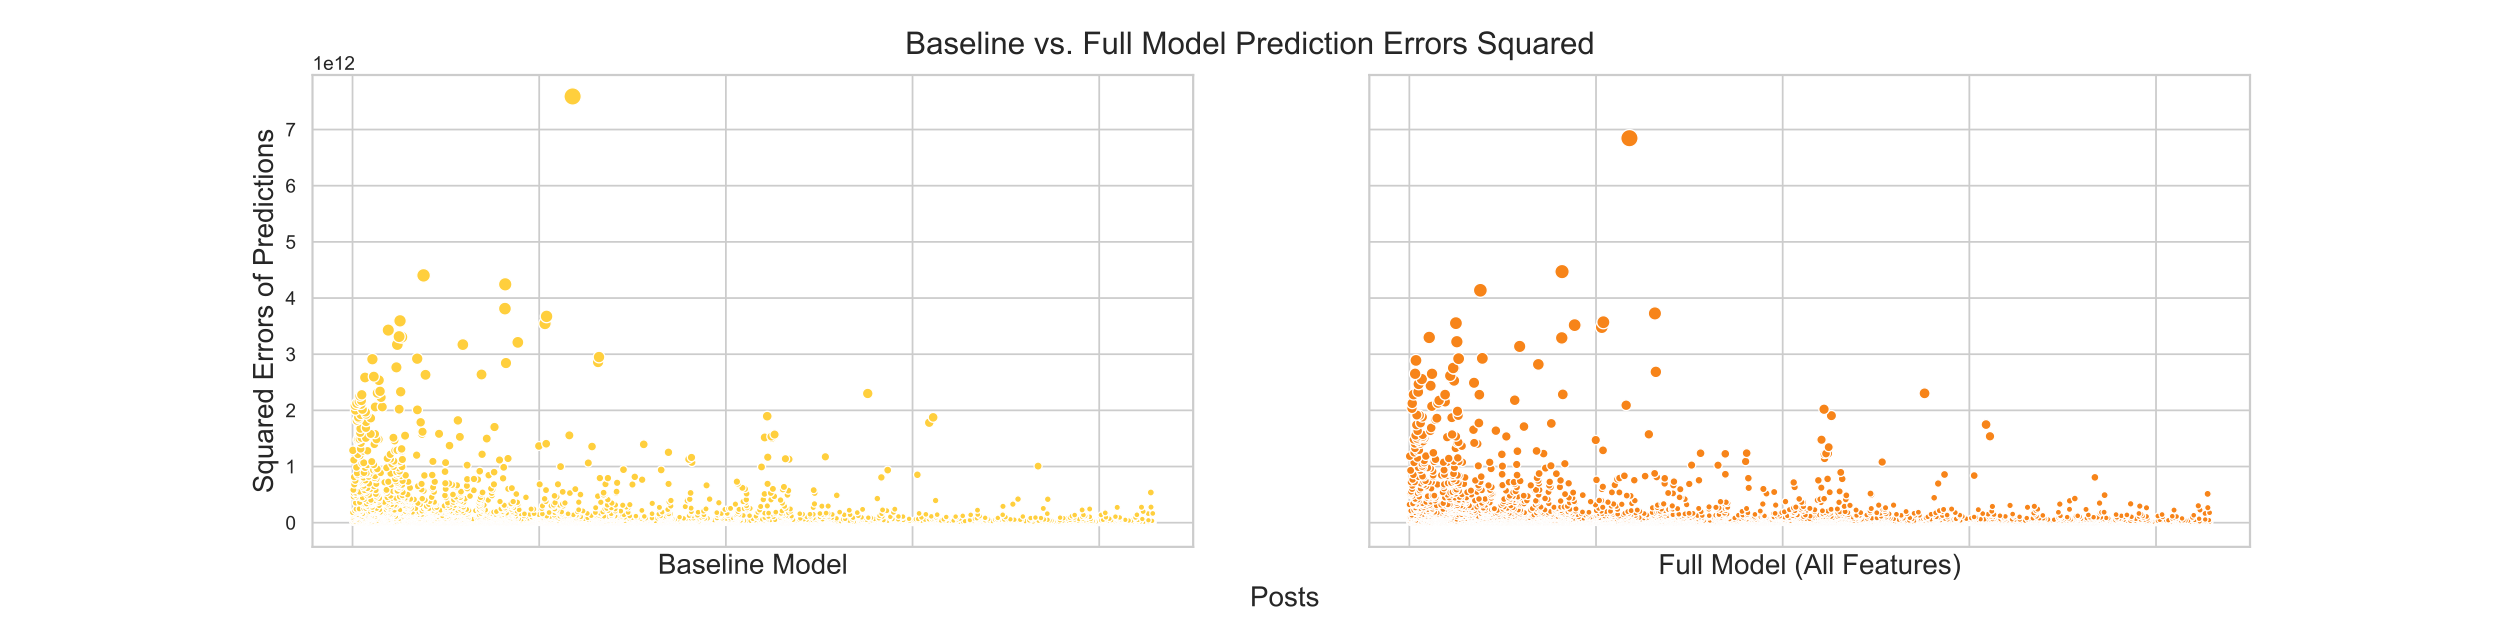 Baseline vs. Full Model Prediction Errors Squared
1e12
Squared Errors of Predictions
7
6
5
4
3
2
1
0
Baseline Model
Full Model (All Features)
Posts